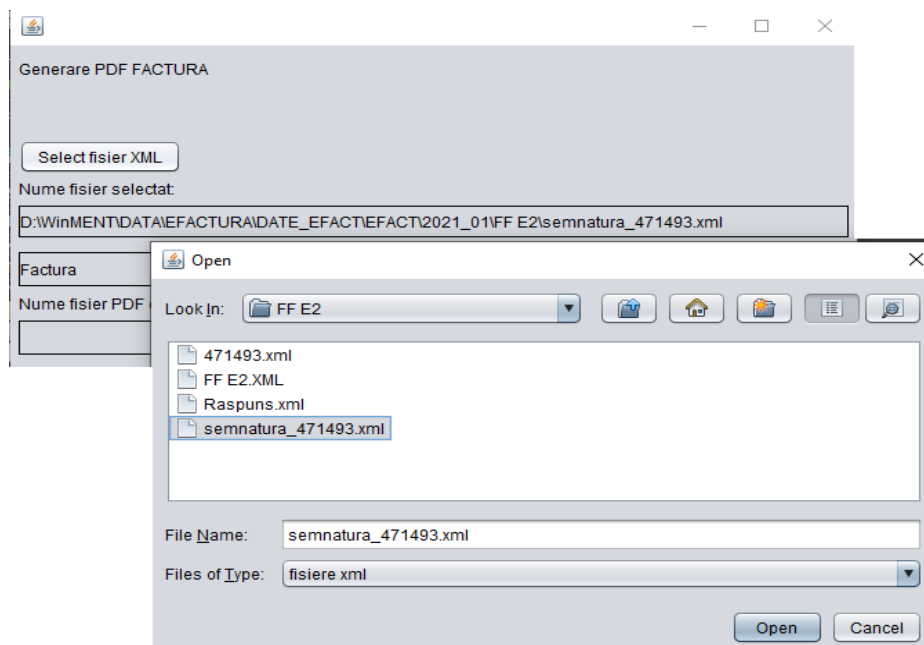 Generare PDF FACTURA
Select fisier XML
Nume fisier selectat:
D:\WinMENT\DATA\EFACTURA\DATE_EFACT\EFACT\2021_01\FF E2\semnatura_471493.xml
Factura
Nume fisier PDF
Open
Look In:
FF E2
471493.xml
FF E2.XML
Raspuns.xml
semnatura_471493.xml
File Name:
semnatura_471493.xml
Files of Type:
fisiere xml
Open
Cancel